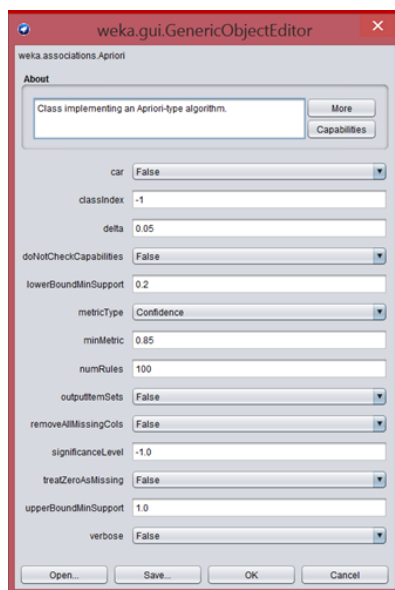 weka.gui.GenericObjectEditor
weka.associations.Apriori
About
Class implementing an Apriori-type algorithm.
More
Capabilities
car False
classIndex -1
delta 0.05
doNotCheckCapabilities False
lowerBoundMinSupport 0.2
metricType Confidence
minMetric 0.85
numRules 100
outputItemSets False
removeAllMissingCols False
significanceLevel -1.0
treatZeroAsMissing False
upperBoundMinSupport 1.0
verbose False
Open... Save... OK Cancel